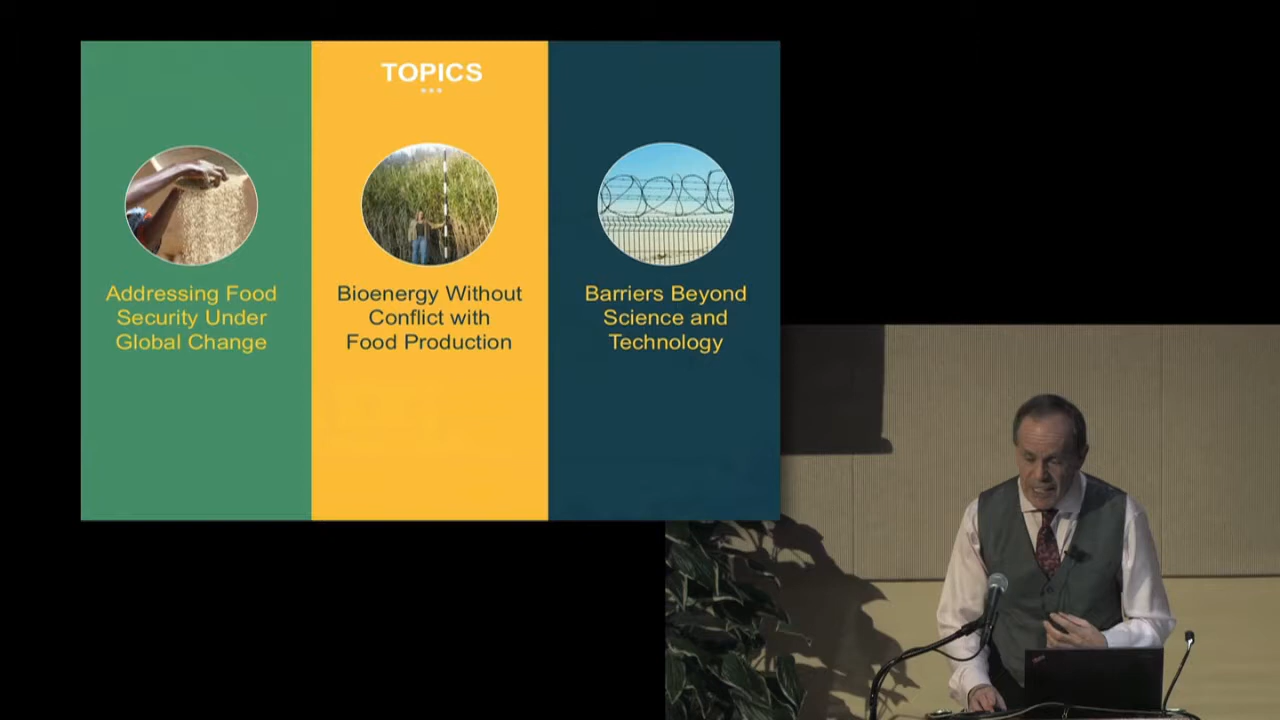 TOPICS
Addressing Food
Security Under
Global Change
Bioenergy Without
Conflict with
Food Production
Barriers Beyond
Science and
Technology